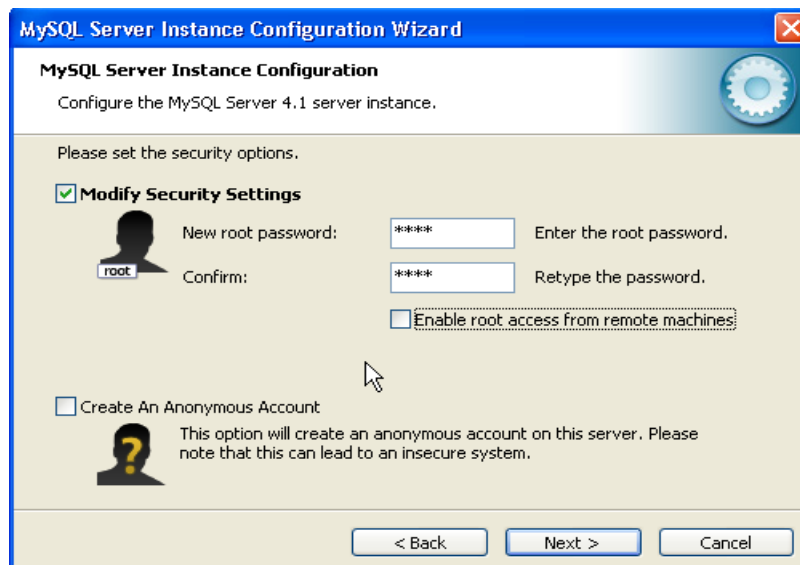 MySQL Server Instance Configuration Wizard
MySQL Server Instance Configuration
Configure the MySQL Server 4.1 server instance.
Please set the security options.
Modify Security Settings
root
New root password: **** Enter the root password.
Confirm: **** Retype the password.
Enable root access from remote machines
Create An Anonymous Account
?
This option will create an anonymous account on this server. Please
note that this can lead to an insecure system.
< Back Next > Cancel